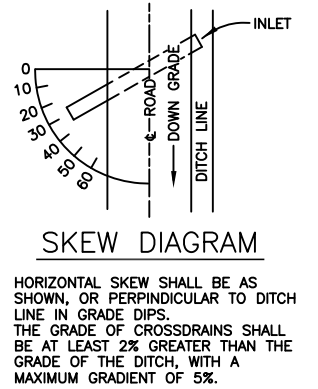 INLET
0
10
20
30
40
50
60
℄ ROAD
DOWN GRADE
DITCH LINE
SKEW DIAGRAM
HORIZONTAL SKEW SHALL BE AS
SHOWN, OR PERPINDICULAR TO DITCH
LINE IN GRADE DIPS.
THE GRADE OF CROSSDRAINS SHALL
BE AT LEAST 2% GREATER THAN THE
GRADE OF THE DITCH, WITH A
MAXIMUM GRADIENT OF 5%.